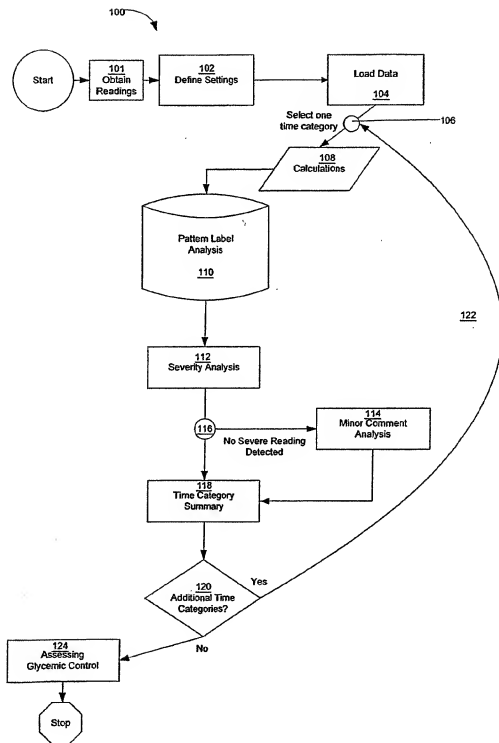 100
Start
101
Obtain
Readings
102
Define Settings
Load Data
104
Select one
time category
106
108
Calculations
Pattern Label
Analysis
110
122
112
Severity Analysis
116
No Severe Reading
Detected
114
Minor Comment
Analysis
118
Time Category
Summary
120
Additional Time
Categories?
Yes
No
124
Assessing
Glycemic Control
Stop